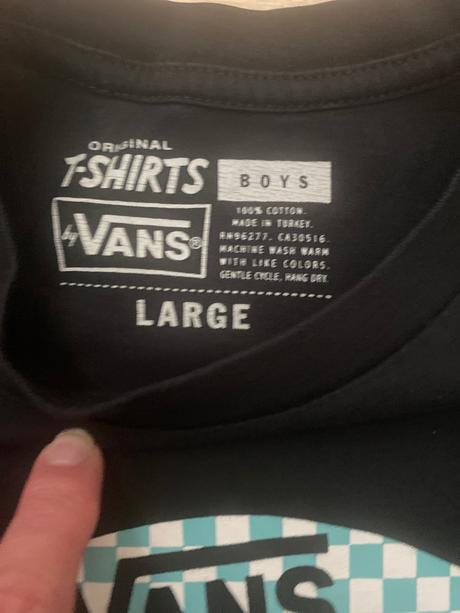 ORIGINAL
T-SHIRTS
by VANS®
BOYS
100% COTTON.
MADE IN TURKEY.
RN96277. CA30516.
MACHINE WASH WARM
WITH LIKE COLORS.
GENTLE CYCLE, HANG DRY.
LARGE
VANS